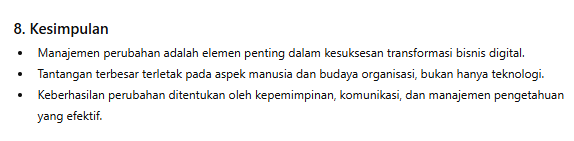 8. Kesimpulan
• Manajemen perubahan adalah elemen penting dalam kesuksesan transformasi bisnis digital.
• Tantangan terbesar terletak pada aspek manusia dan budaya organisasi, bukan hanya teknologi.
• Keberhasilan perubahan ditentukan oleh kepemimpinan, komunikasi, dan manajemen pengetahuan
yang efektif.